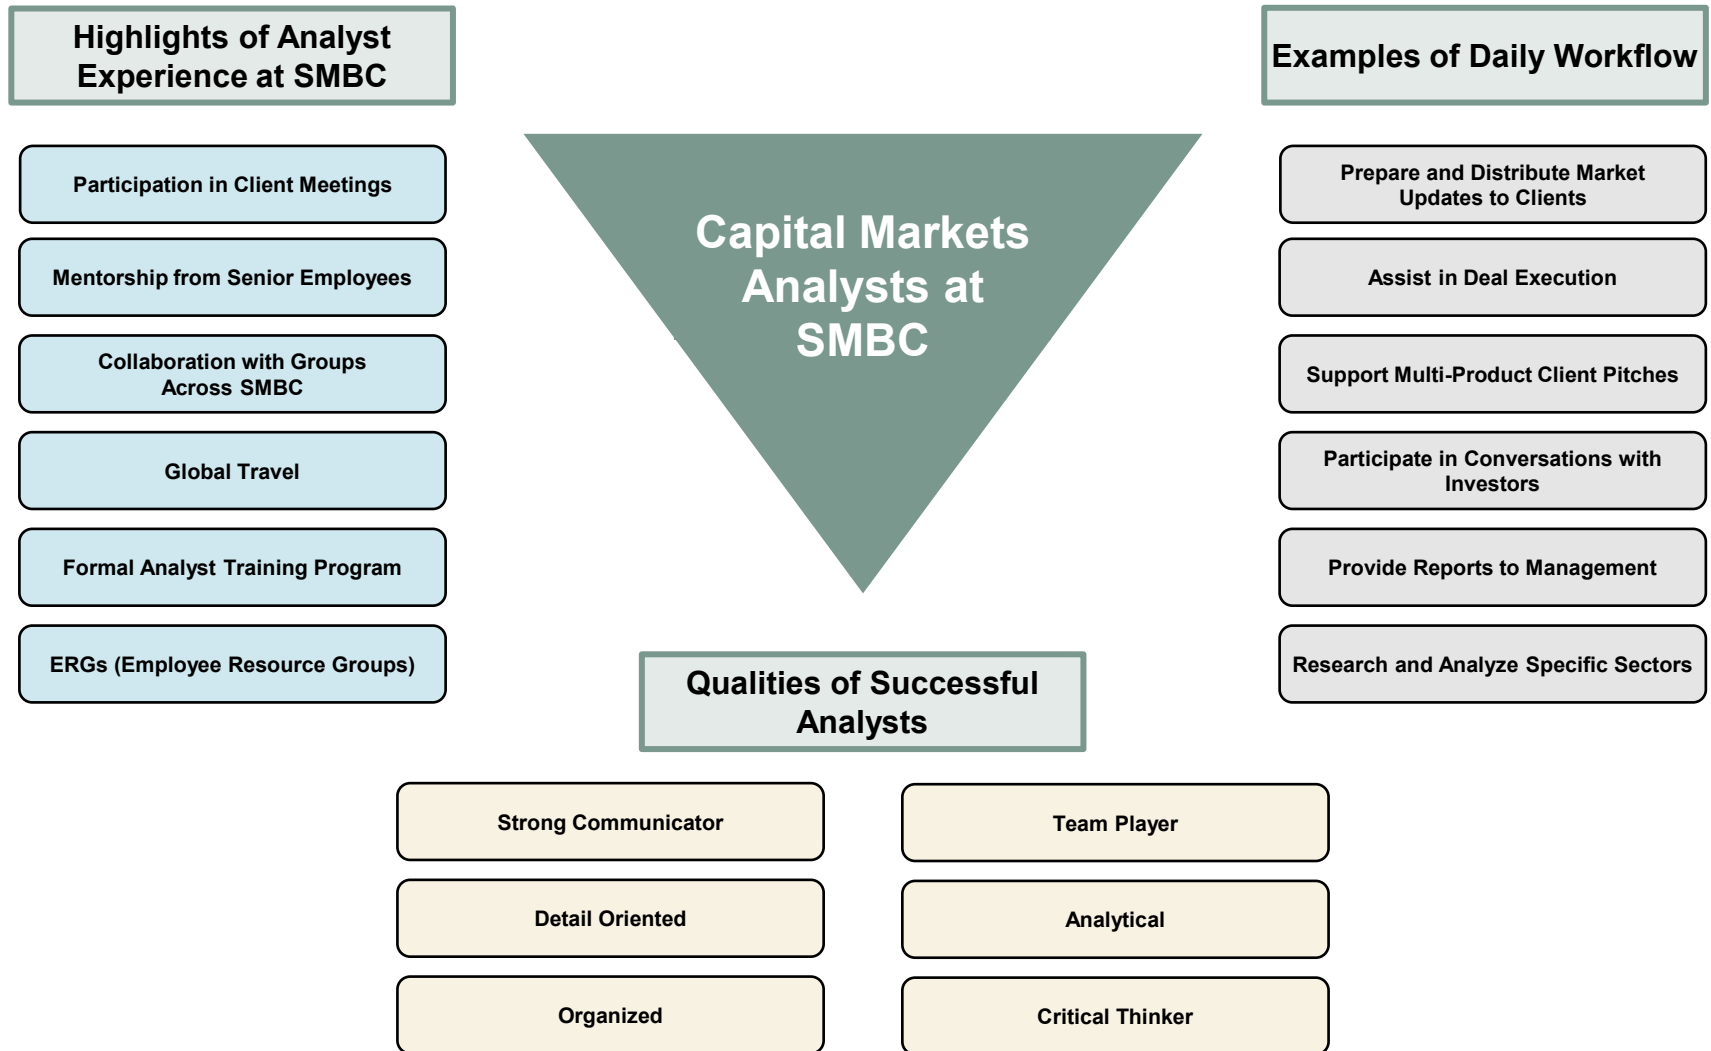 Highlights of Analyst
Experience at SMBC
Participation in Client Meetings
Mentorship from Senior Employees
Collaboration with Groups
Across SMBC
Global Travel
Formal Analyst Training Program
ERGs (Employee Resource Groups)
Capital Markets
Analysts at
SMBC
Examples of Daily Workflow
Prepare and Distribute Market
Updates to Clients
Assist in Deal Execution
Support Multi-Product Client Pitches
Participate in Conversations with
Investors
Provide Reports to Management
Research and Analyze Specific Sectors
Qualities of Successful
Analysts
Strong Communicator
Team Player
Detail Oriented
Analytical
Organized
Critical Thinker